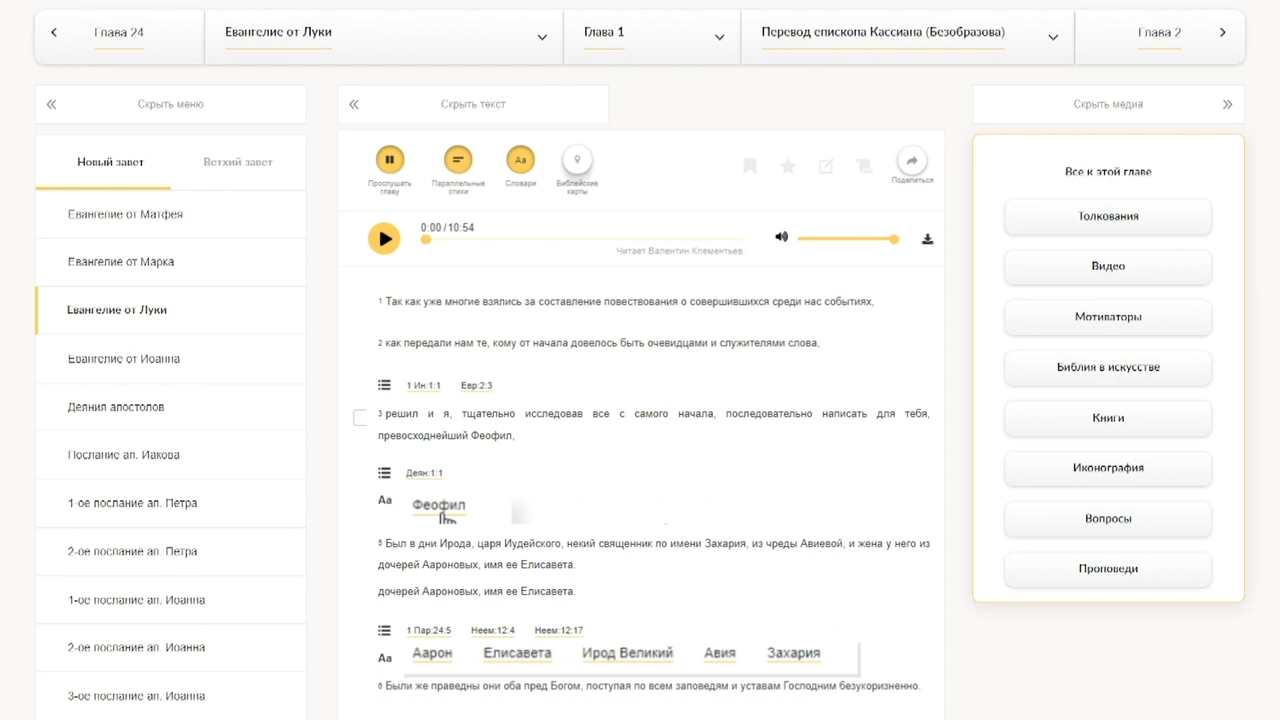 Глава 24
Евангелие от Луки
Глава 1
Перевод епископа Кассиана (Безобразова)
Глава 2
Скрыть меню
Скрыть текст
Скрыть медиа
Новый завет
Ветхий завет
Евангелие от Матфея
Евангелие от Марка
Евангелие от Луки
Евангелие от Иоанна
Деяния апостолов
Послание ап. Иакова
1-ое послание ап. Петра
2-ое послание ап. Петра
1-ое послание ап. Иоанна
2-ое послание ап. Иоанна
3-ое послание ап. Иоанна
Прослушать
главу
Параллельные
стихи
Aa
Словари
Библейские
карты
Поделиться
0:00 / 10:54
Читает Валентин Клементьев.
1 Так как уже многие взялись за составление повествования о совершившихся среди нас событиях,
2 как передали нам те, кому от начала довелось быть очевидцами и служителями слова,
1 Ин:1:1 Евр:2:3
3 решил и я, тщательно исследовав все с самого начала, последовательно написать для тебя,
превосходнейший Феофил,
Деян:1:1
Aa Феофил
5 Был в дни Ирода, царя Иудейского, некий священник по имени Захария, из чреды Авиевой, и жена у него из
дочерей Аароновых, имя ее Елисавета.
дочерей Аароновых, имя ее Елисавета.
1 Пар:24:5 Неем:12:4 Неем:12:17
Aa Аарон Елисавета Ирод Великий Авия Захария
6 Были же праведны они оба пред Богом, поступая по всем заповедям и уставам Господним безукоризненно.
Все к этой главе
Толкования
Видео
Мотиваторы
Библия в искусстве
Книги
Иконография
Вопросы
Проповеди